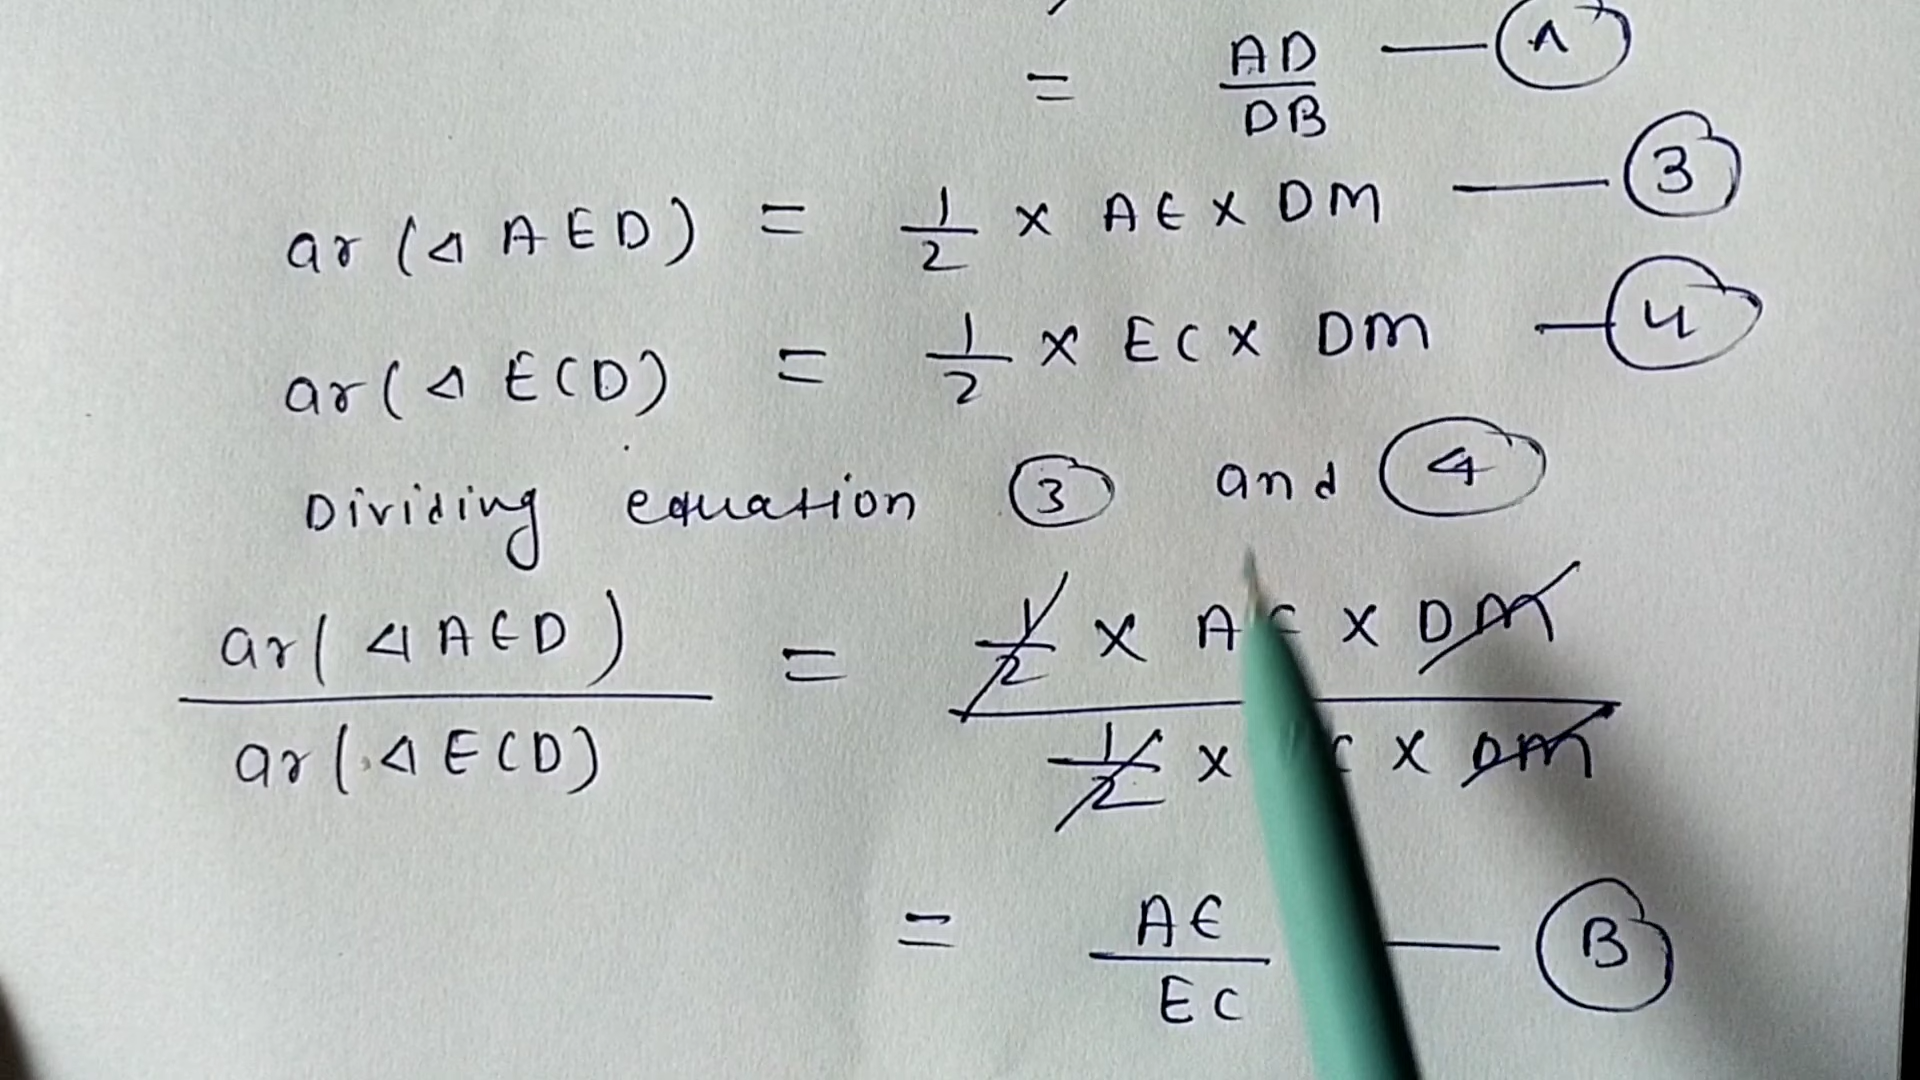 = AD/DB — A
ar (△ AED) = 1/2 × AE × DM — 3
ar (△ ECD) = 1/2 × EC × DM — 4
Dividing equation 3 and 4
ar (△ AED) / ar (△ ECD) = 1/2 × A × DM / 1/2 × C × DM
= AE/EC — B